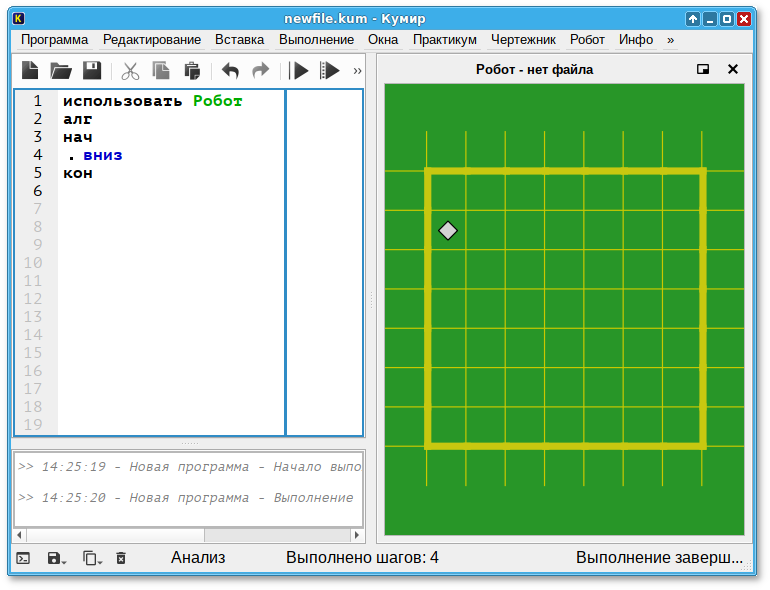 newfile.kum - Кумир
Программа Редактирование Вставка Выполнение Окна Практикум Чертежник Робот Инфо »
»
Робот - нет файла
1 использовать Робот
2 алг
3 нач
4 . вниз
5 кон
6
7
8
9
10
11
12
13
14
15
16
17
18
19
>> 14:25:19 - Новая программа - Начало выпо
>> 14:25:20 - Новая программа - Выполнение
Анализ Выполнено шагов: 4 Выполнение заверш...